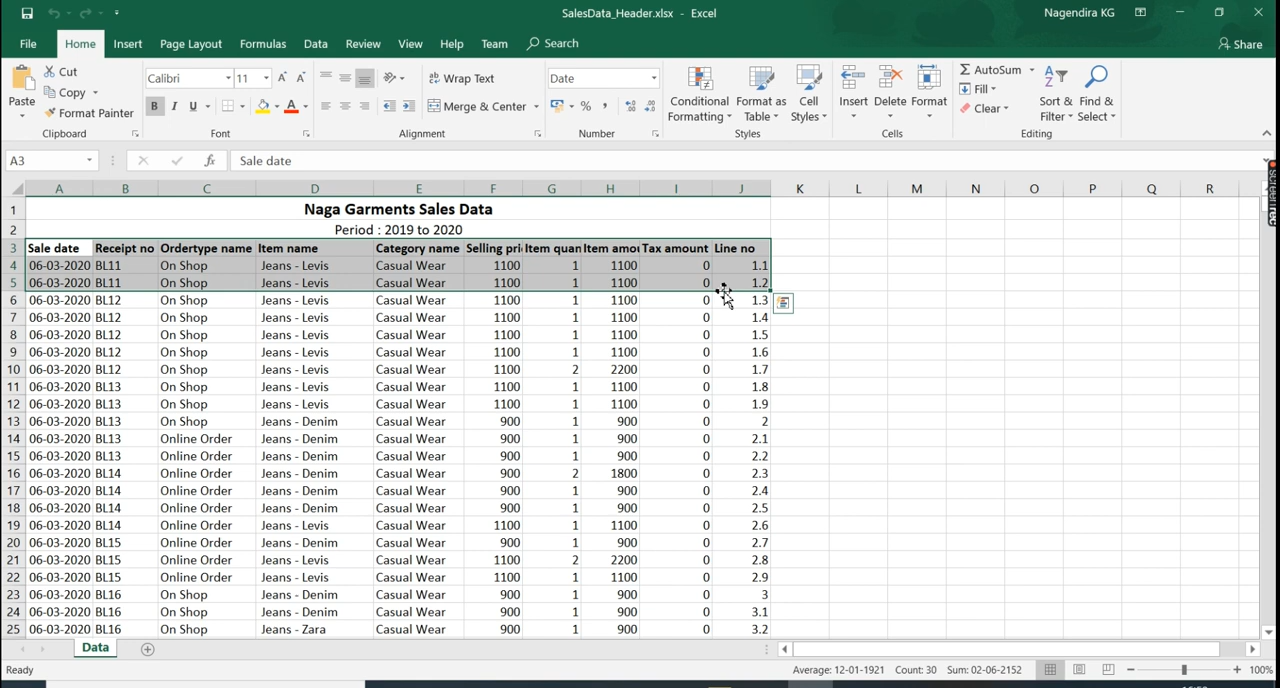 SalesData_Header.xlsx - Excel
Nagendira KG
File Home Insert Page Layout Formulas Data Review View Help Team Search Share
Paste
Cut
Copy
Format Painter
Clipboard
Calibri 11
B I U
Font
Wrap Text
Merge & Center
Alignment
Date
%
Number
Conditional Formatting
Format as Table
Cell Styles
Styles
Insert Delete Format
Cells
AutoSum
Fill
Clear
Sort & Filter
Find & Select
Editing
A3 fx Sale date
A B C D E F G H I J K L M N O P Q R
1 Naga Garments Sales Data
2 Period : 2019 to 2020
3 Sale date Receipt no Ordertype name Item name Category name Selling pri Item quan Item amou Tax amount Line no
4 06-03-2020 BL11 On Shop Jeans - Levis Casual Wear 1100 1 1100 0 1.1
5 06-03-2020 BL11 On Shop Jeans - Levis Casual Wear 1100 1 1100 0 1.2
6 06-03-2020 BL12 On Shop Jeans - Levis Casual Wear 1100 1 1100 0 1.3
7 06-03-2020 BL12 On Shop Jeans - Levis Casual Wear 1100 1 1100 0 1.4
8 06-03-2020 BL12 On Shop Jeans - Levis Casual Wear 1100 1 1100 0 1.5
9 06-03-2020 BL12 On Shop Jeans - Levis Casual Wear 1100 1 1100 0 1.6
10 06-03-2020 BL12 On Shop Jeans - Levis Casual Wear 1100 2 2200 0 1.7
11 06-03-2020 BL13 On Shop Jeans - Levis Casual Wear 1100 1 1100 0 1.8
12 06-03-2020 BL13 On Shop Jeans - Levis Casual Wear 1100 1 1100 0 1.9
13 06-03-2020 BL13 On Shop Jeans - Denim Casual Wear 900 1 900 0 2
14 06-03-2020 BL13 Online Order Jeans - Denim Casual Wear 900 1 900 0 2.1
15 06-03-2020 BL13 Online Order Jeans - Denim Casual Wear 900 1 900 0 2.2
16 06-03-2020 BL14 Online Order Jeans - Denim Casual Wear 900 2 1800 0 2.3
17 06-03-2020 BL14 Online Order Jeans - Denim Casual Wear 900 1 900 0 2.4
18 06-03-2020 BL14 Online Order Jeans - Denim Casual Wear 900 1 900 0 2.5
19 06-03-2020 BL14 Online Order Jeans - Levis Casual Wear 1100 1 1100 0 2.6
20 06-03-2020 BL15 Online Order Jeans - Denim Casual Wear 900 1 900 0 2.7
21 06-03-2020 BL15 Online Order Jeans - Levis Casual Wear 1100 2 2200 0 2.8
22 06-03-2020 BL15 Online Order Jeans - Levis Casual Wear 1100 1 1100 0 2.9
23 06-03-2020 BL16 On Shop Jeans - Denim Casual Wear 900 1 900 0 3
24 06-03-2020 BL16 On Shop Jeans - Denim Casual Wear 900 1 900 0 3.1
25 06-03-2020 BL16 On Shop Jeans - Zara Casual Wear 900 1 900 0 3.2
screenrec
Data
Ready Average: 12-01-1921 Count: 30 Sum: 02-06-2152 100%